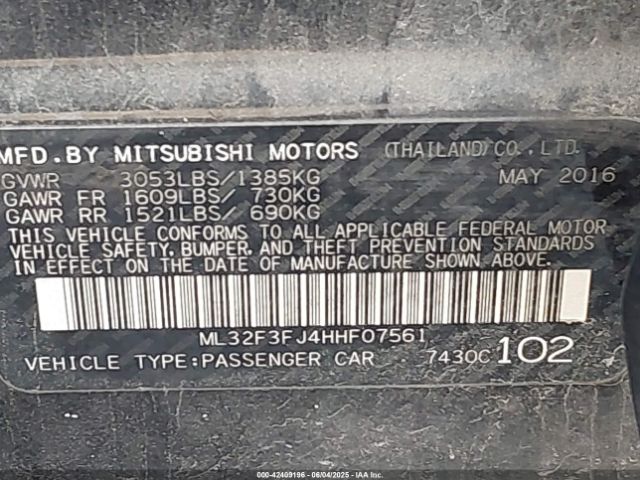 MFD.BY MITSUBISHI MOTORS (THAILAND) CO.,LTD.
GVWR 3053LBS/1385KG MAY 2016
GAWR FR 1609LBS/ 730KG
GAWR RR 1521LBS/ 690KG
THIS VEHICLE CONFORMS TO ALL APPLICABLE FEDERAL MOTOR
VEHICLE SAFETY, BUMPER, AND THEFT PREVENTION STANDARDS
IN EFFECT ON THE DATE OF MANUFACTURE SHOWN ABOVE.
ML32F3FJ4HHF07561
VEHICLE TYPE:PASSENGER CAR 7430C 102
000-42409196 - 06/04/2025 - IAAI.CA